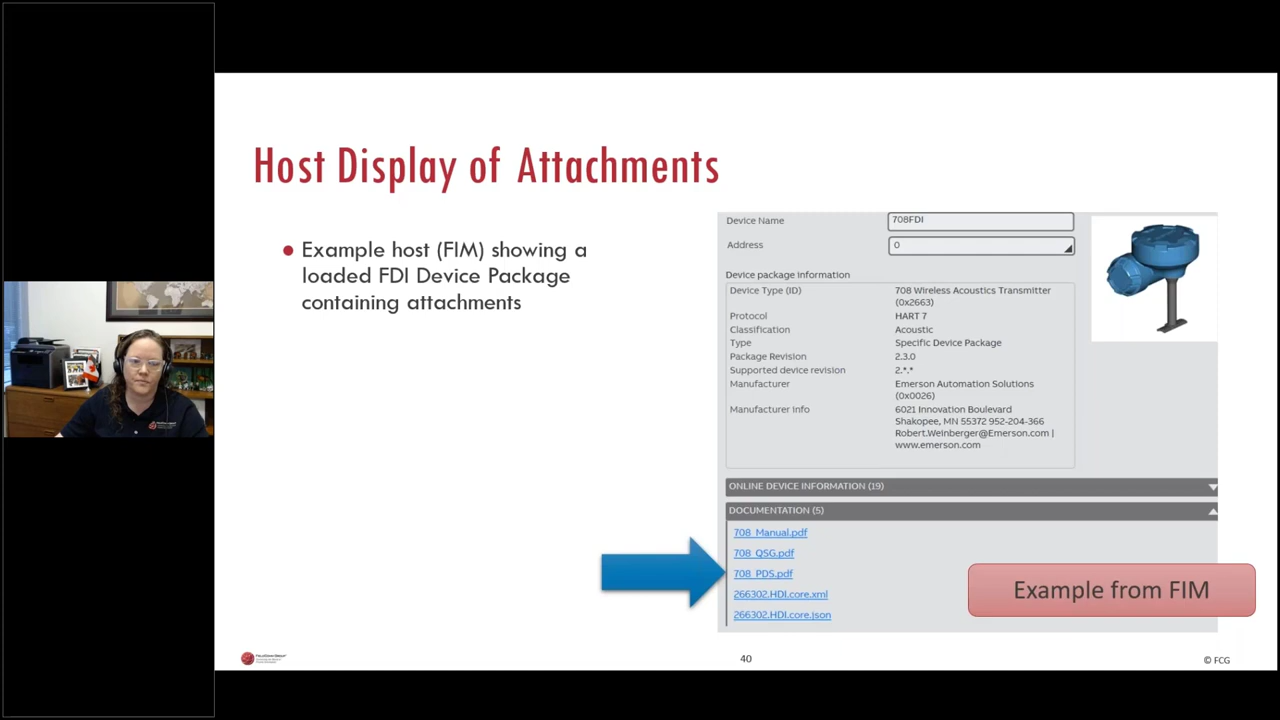 Host Display of Attachments
Example host (FIM) showing a
loaded FDI Device Package
containing attachments
Device Name
708FDI
Address
0
Device package information
Device Type (ID)
708 Wireless Acoustics Transmitter
(0x2663)
Protocol
HART 7
Classification
Acoustic
Type
Specific Device Package
Package Revision
2.3.0
Supported device revision
2.*.*
Manufacturer
Emerson Automation Solutions
(0x0026)
Manufacturer info
6021 Innovation Boulevard
Shakopee, MN 55372 952-204-366
Robert.Weinberger@Emerson.com |
www.emerson.com
ONLINE DEVICE INFORMATION (19)
DOCUMENTATION (5)
708_Manual.pdf
708_QSG.pdf
708_PDS.pdf
266302.HDI.core.xml
266302.HDI.core.json
Example from FIM
FieldComm Group
40
© FCG